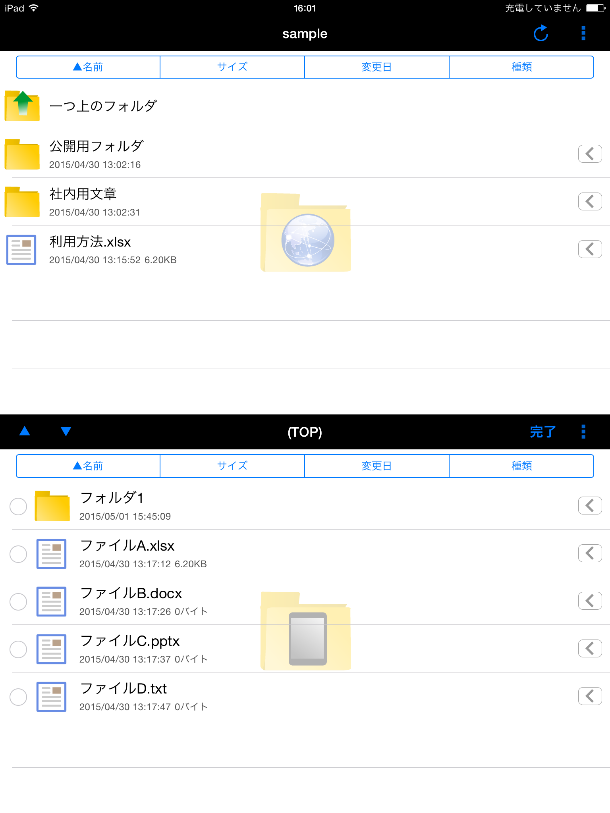 iPad 16:01 充電していません
sample
▲名前 サイズ 変更日 種類
一つ上のフォルダ
公開用フォルダ
2015/04/30 13:02:16
社内用文章
2015/04/30 13:02:31
利用方法.xlsx
2015/04/30 13:15:52 6.20KB
▲ ▼ (TOP) 完了
▲名前 サイズ 変更日 種類
フォルダ1
2015/05/01 15:45:09
ファイルA.xlsx
2015/04/30 13:17:12 6.20KB
ファイルB.docx
2015/04/30 13:17:26 0バイト
ファイルC.pptx
2015/04/30 13:17:37 0バイト
ファイルD.txt
2015/04/30 13:17:47 0バイト